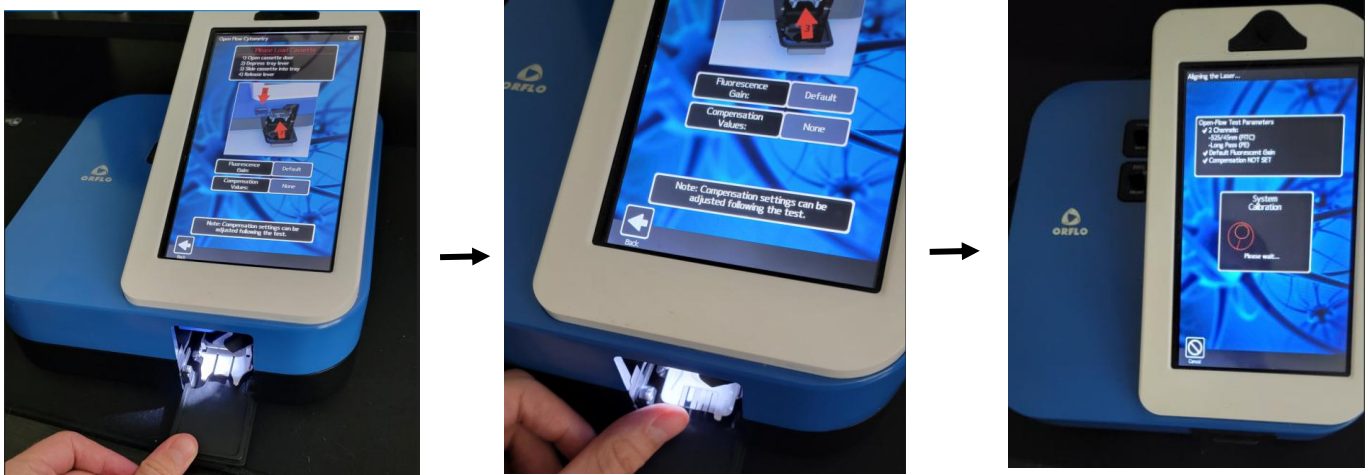 Open Flow Cytometry
Please Load Cassette
1) Open cassette door
2) Depress tray lever
3) Slide cassette into tray
4) Release lever
Fluorescence
Gain:
Default
Compensation
Values:
None
Note: Compensation settings can be
adjusted following the test.
Back
ORFLO
3
Fluorescence
Gain:
Default
Compensation
Values:
None
Note: Compensation settings can be
adjusted following the test.
Back
ORFLO
Aligning the Laser...
Open-Flow Test Parameters
✓ 2 Channels:
-525/45nm (FITC)
-Long Pass (PE)
✓ Default Fluorescent Gain
✓ Compensation NOT SET
System
Calibration
Please wait...
Cancel
ORFLO